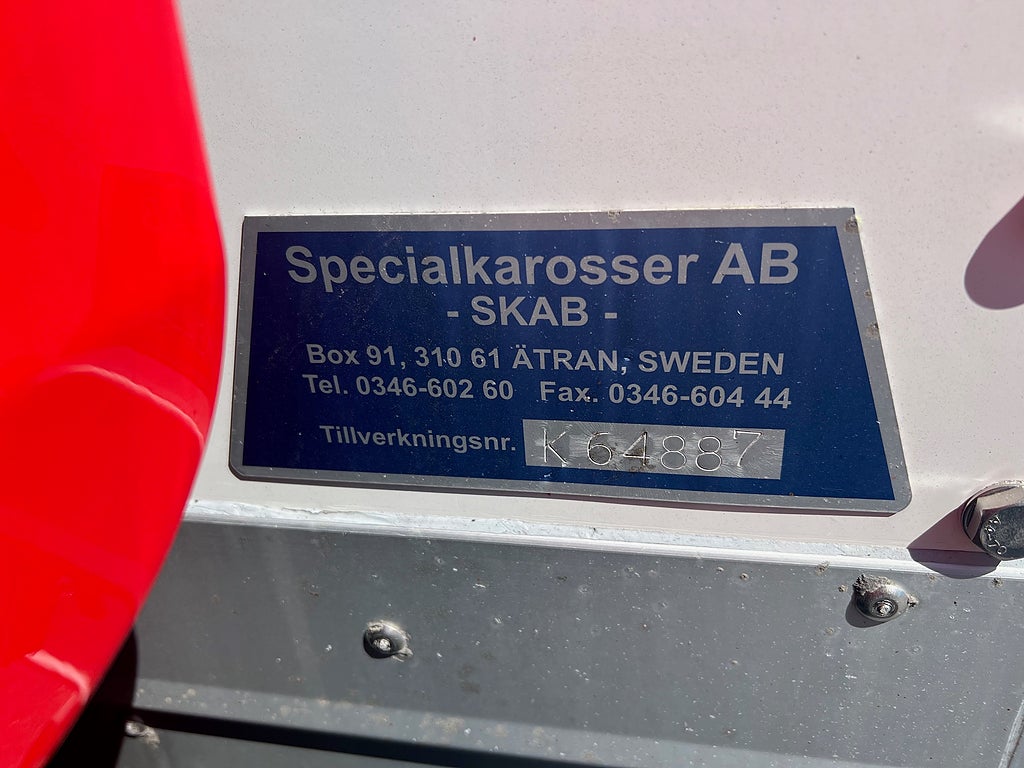 Specialkarosser AB
- SKAB -
Box 91, 310 61 ÄTRAN, SWEDEN
Tel. 0346-602 60 Fax. 0346-604 44
Tillverkningsnr. K 64887